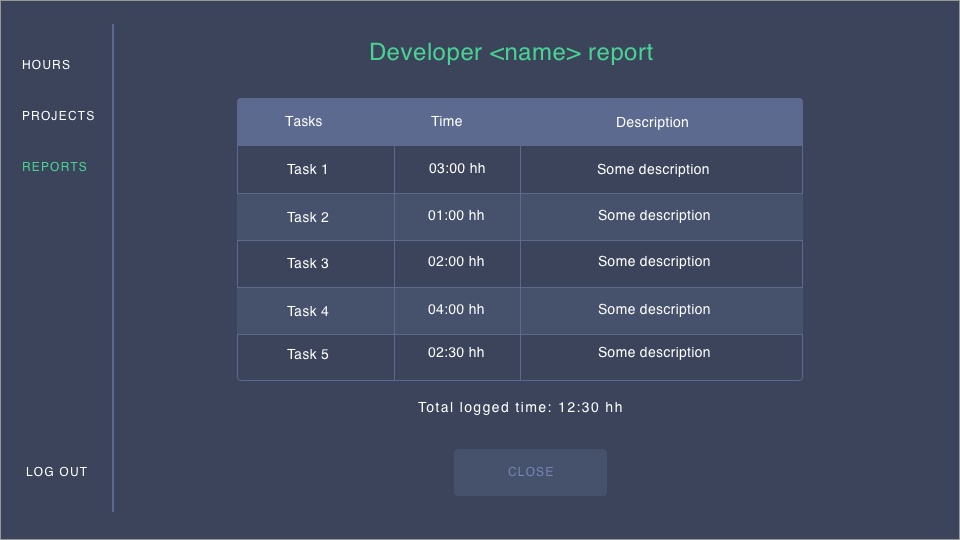 HOURS
PROJECTS
REPORTS
LOG OUT
Developer <name> report
Tasks Time Description
Task 1 03:00 hh Some description
Task 2 01:00 hh Some description
Task 3 02:00 hh Some description
Task 4 04:00 hh Some description
Task 5 02:30 hh Some description
Total logged time: 12:30 hh
CLOSE